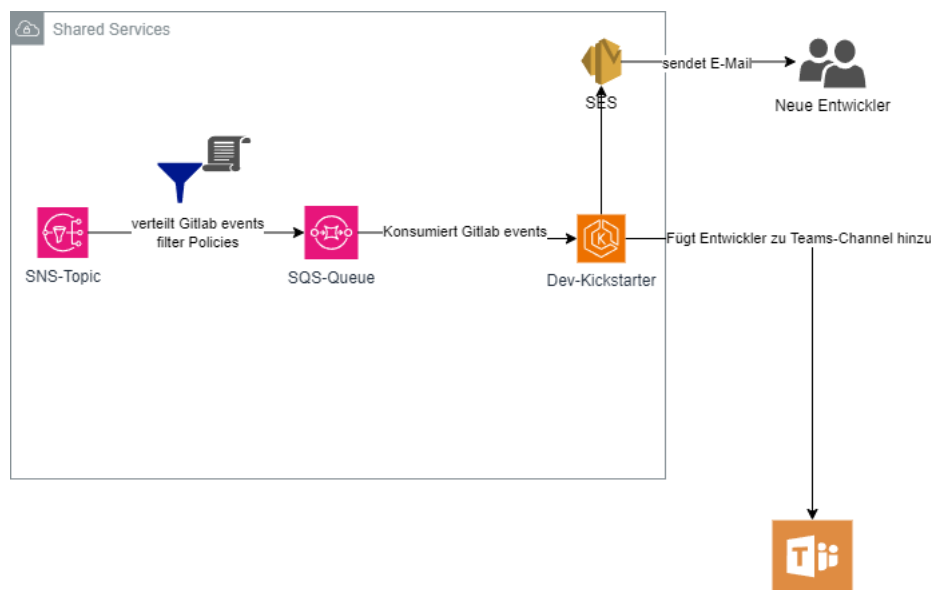 Shared Services
sendet E-Mail
SES
Neue Entwickler
verteilt Gitlab events
filter Policies
Konsumiert Gitlab events
Fügt Entwickler zu Teams-Channel hinzu
SNS-Topic
SQS-Queue
Dev-Kickstarter